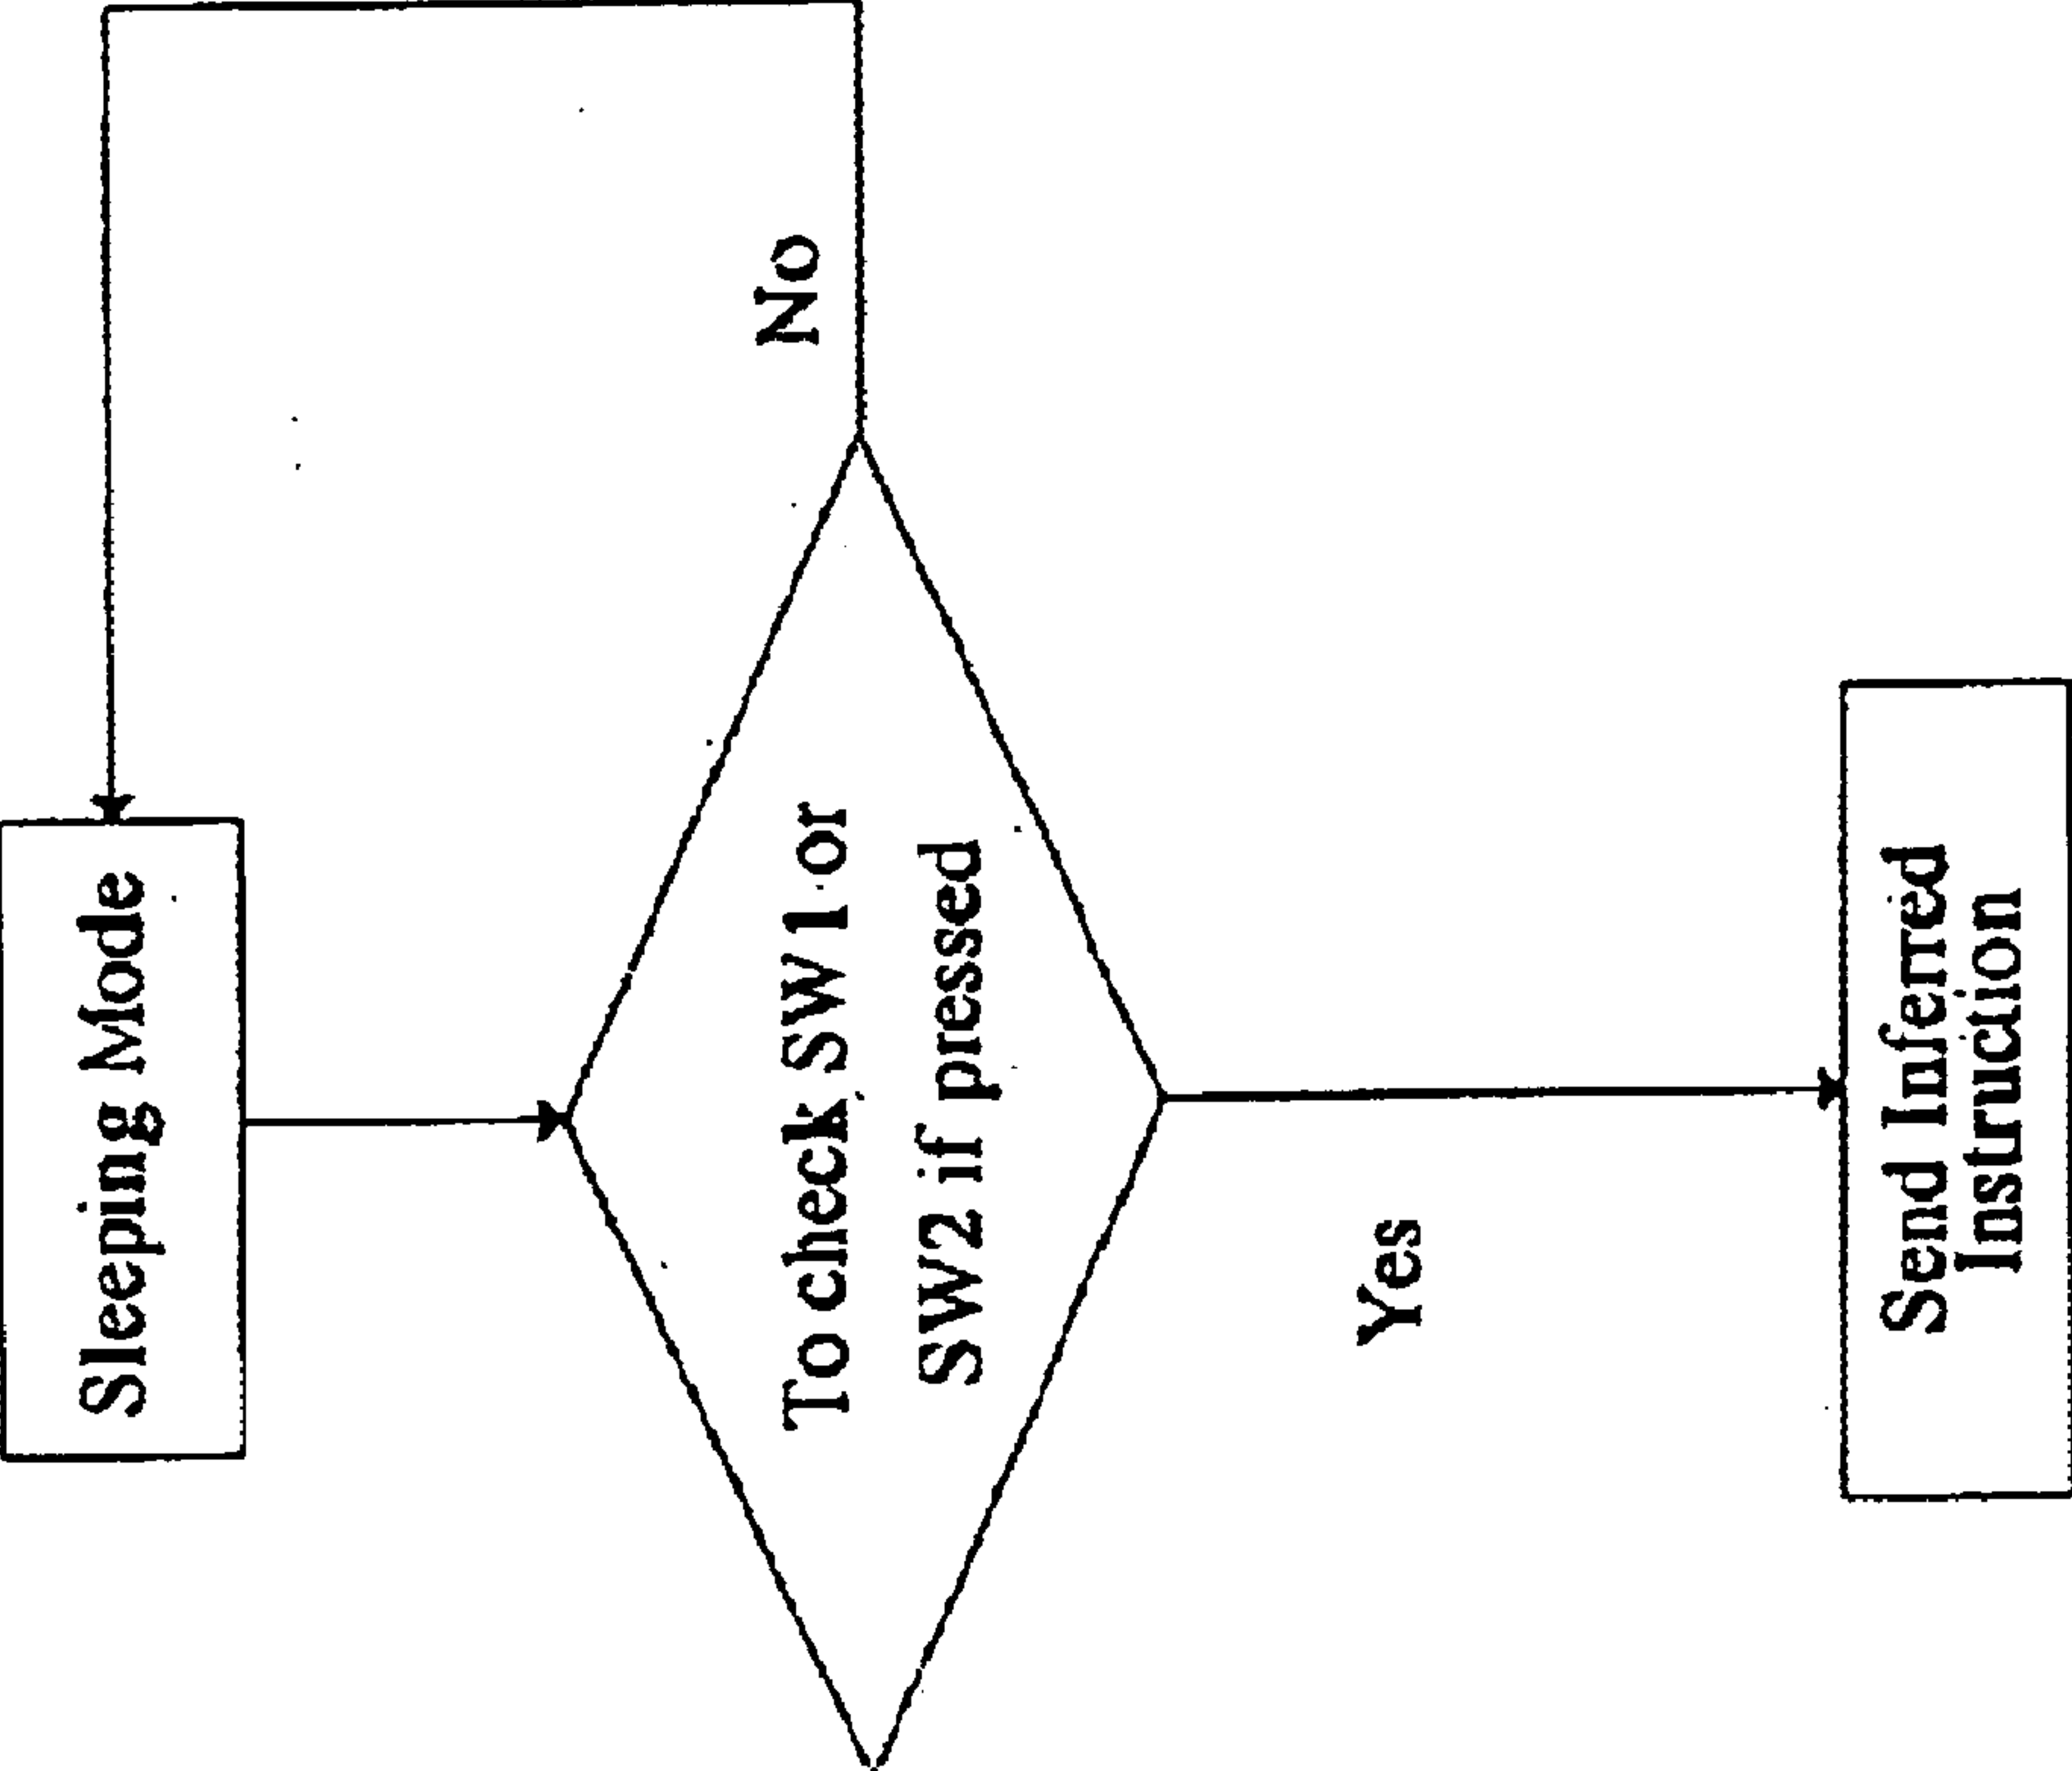 Sleeping Mode
To check SW1 or
SW2 if pressed
No
Yes
Send Inferred
Instruction